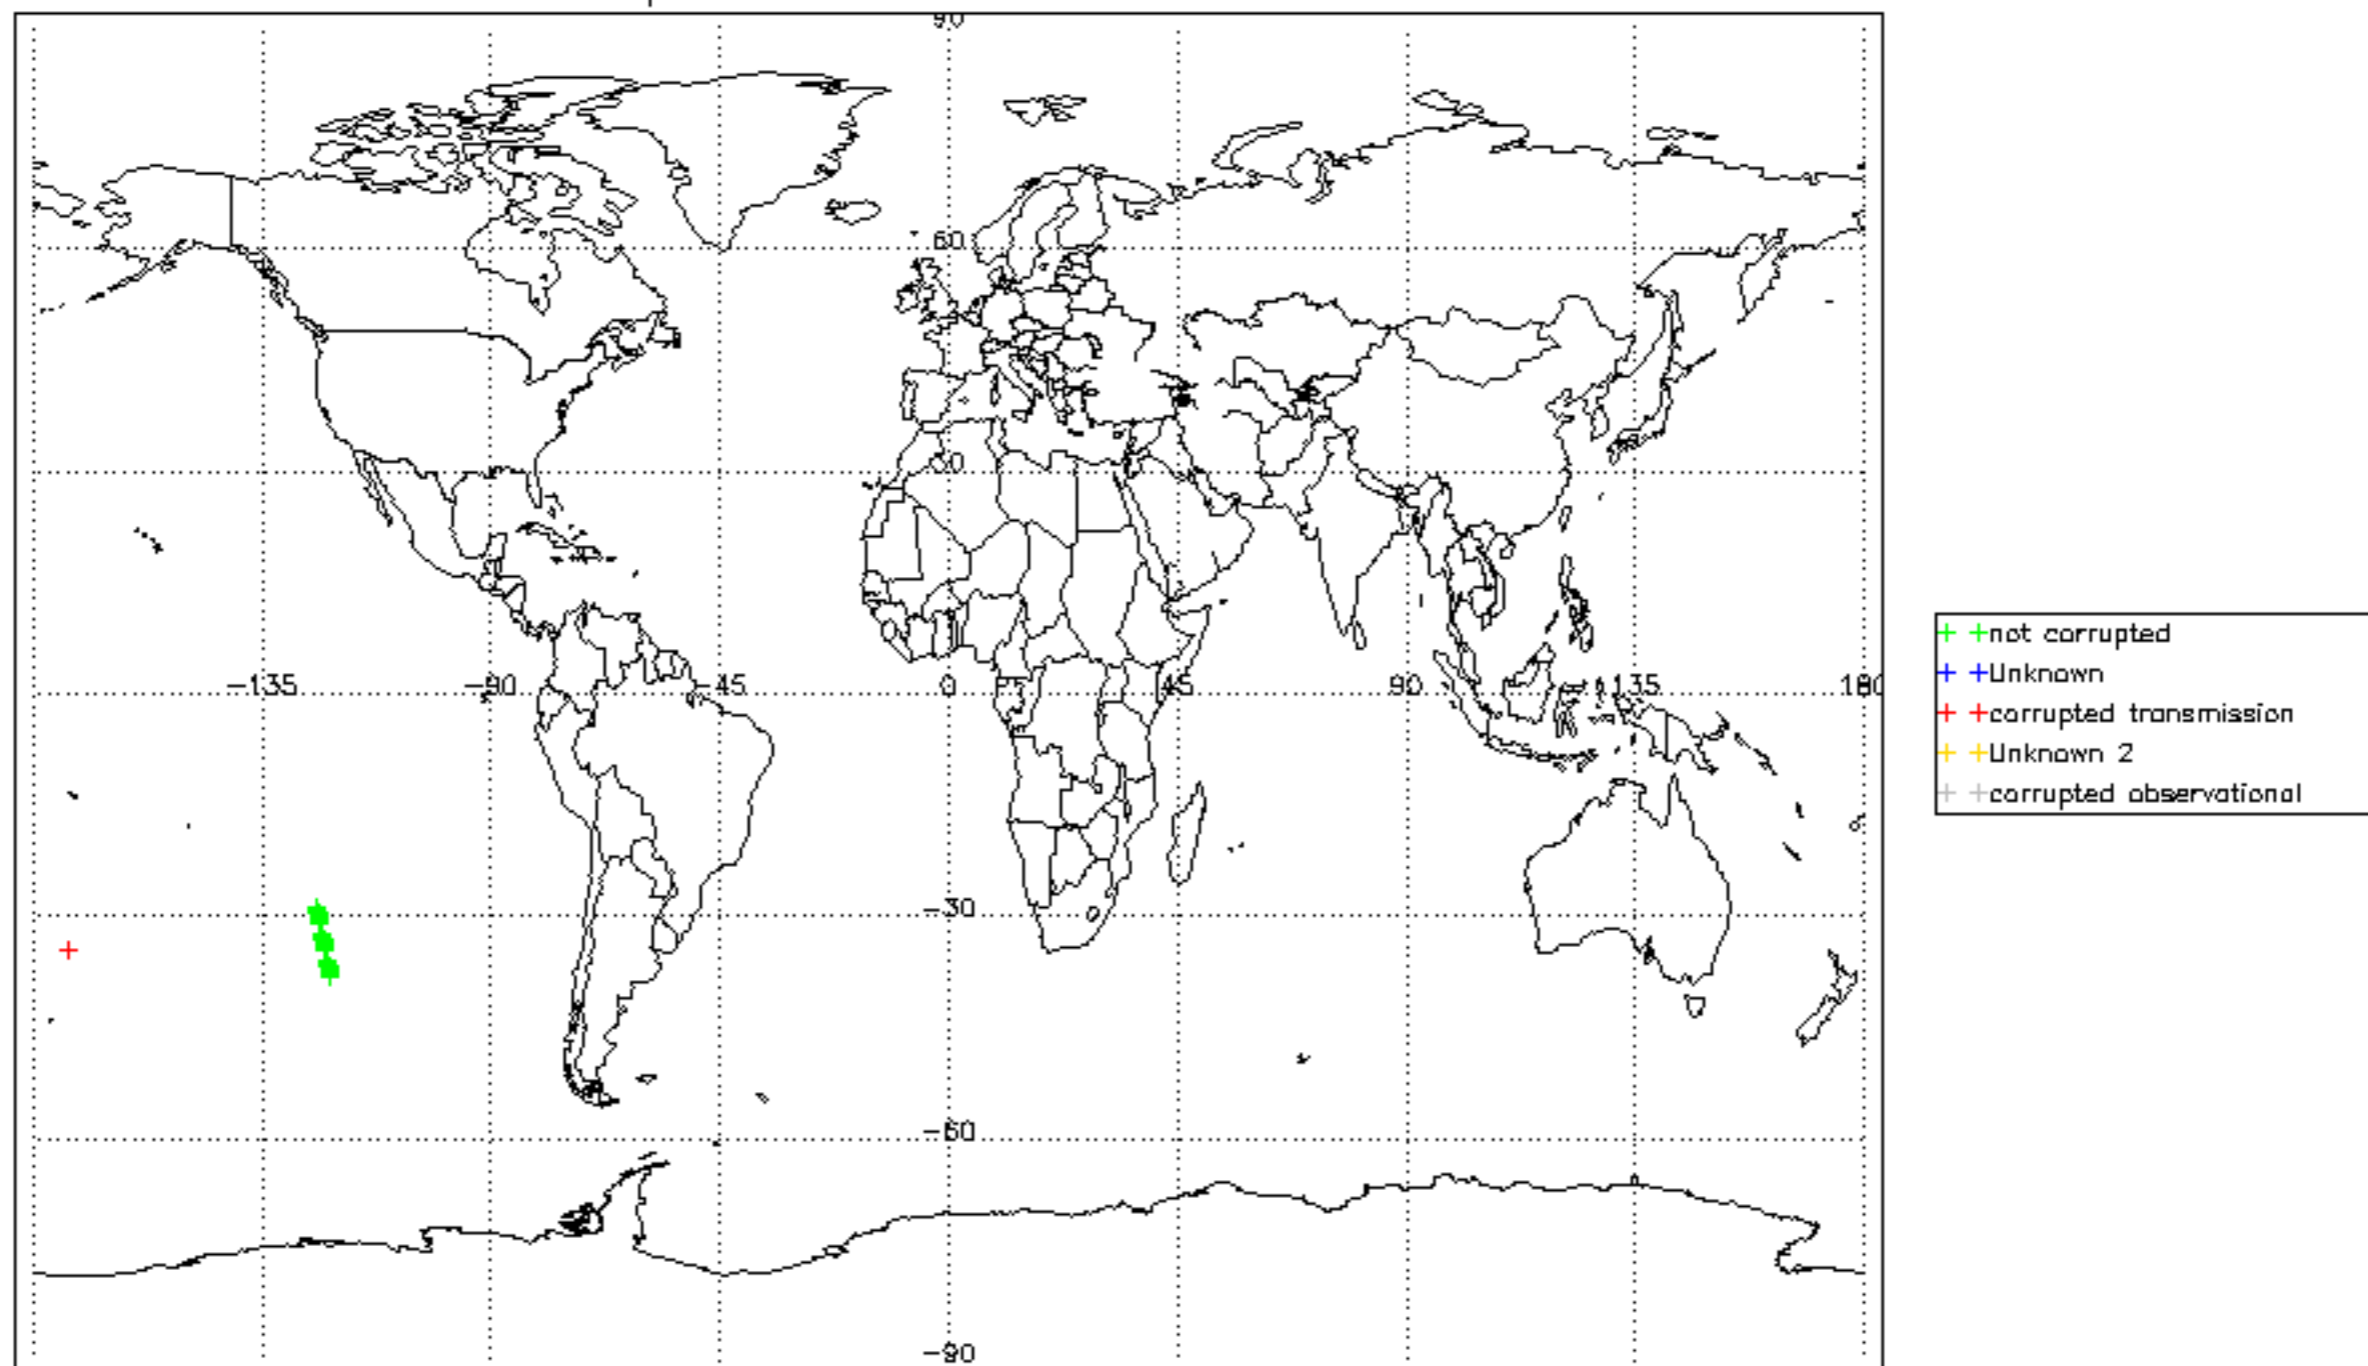 90
60
30
-135 -90 -45 0 45 90 135 180
-30
-60
-90
not corrupted
Unknown
corrupted transmission
Unknown 2
corrupted observational